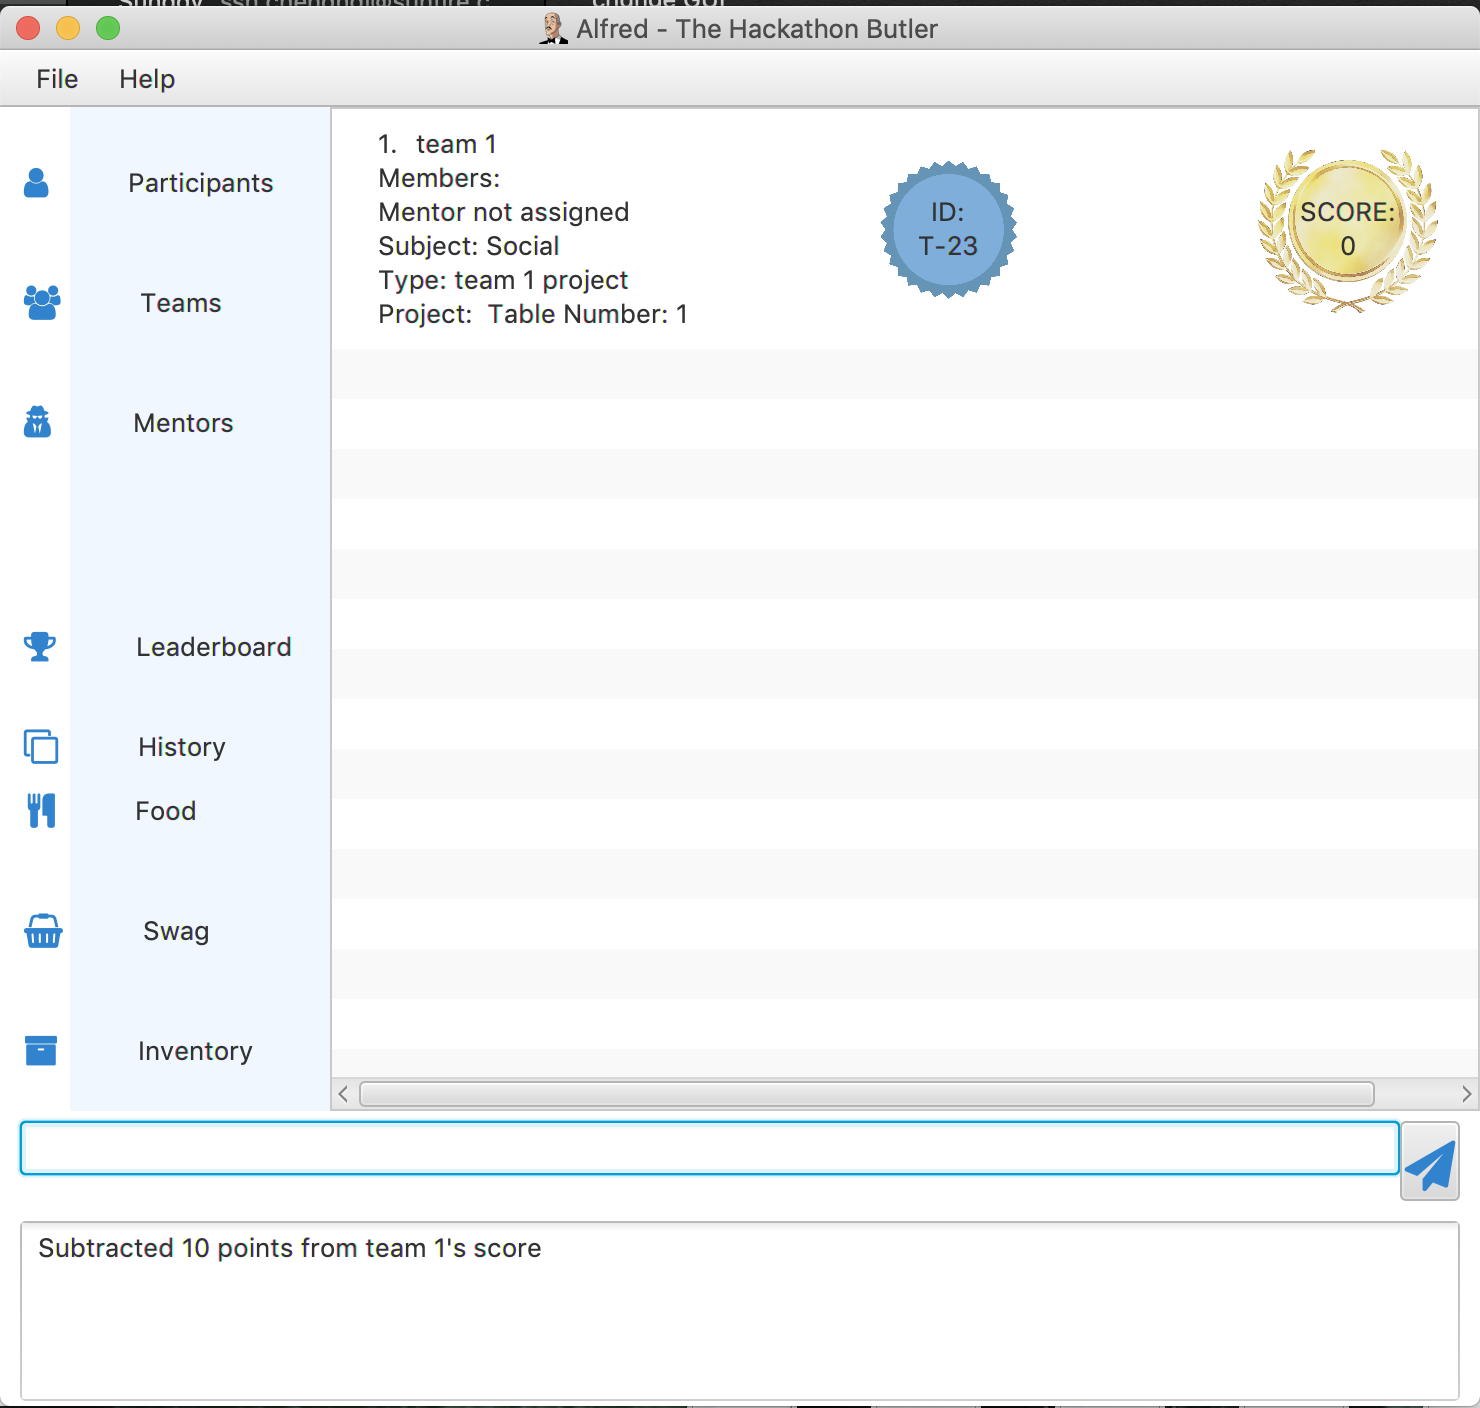 Alfred - The Hackathon Butler
File Help
Participants
Teams
Mentors
Leaderboard
History
Food
Swag
Inventory
1. team 1
Members:
Mentor not assigned
Subject: Social
Type: team 1 project
Project: Table Number: 1
ID:
T-23
SCORE:
0
Subtracted 10 points from team 1's score